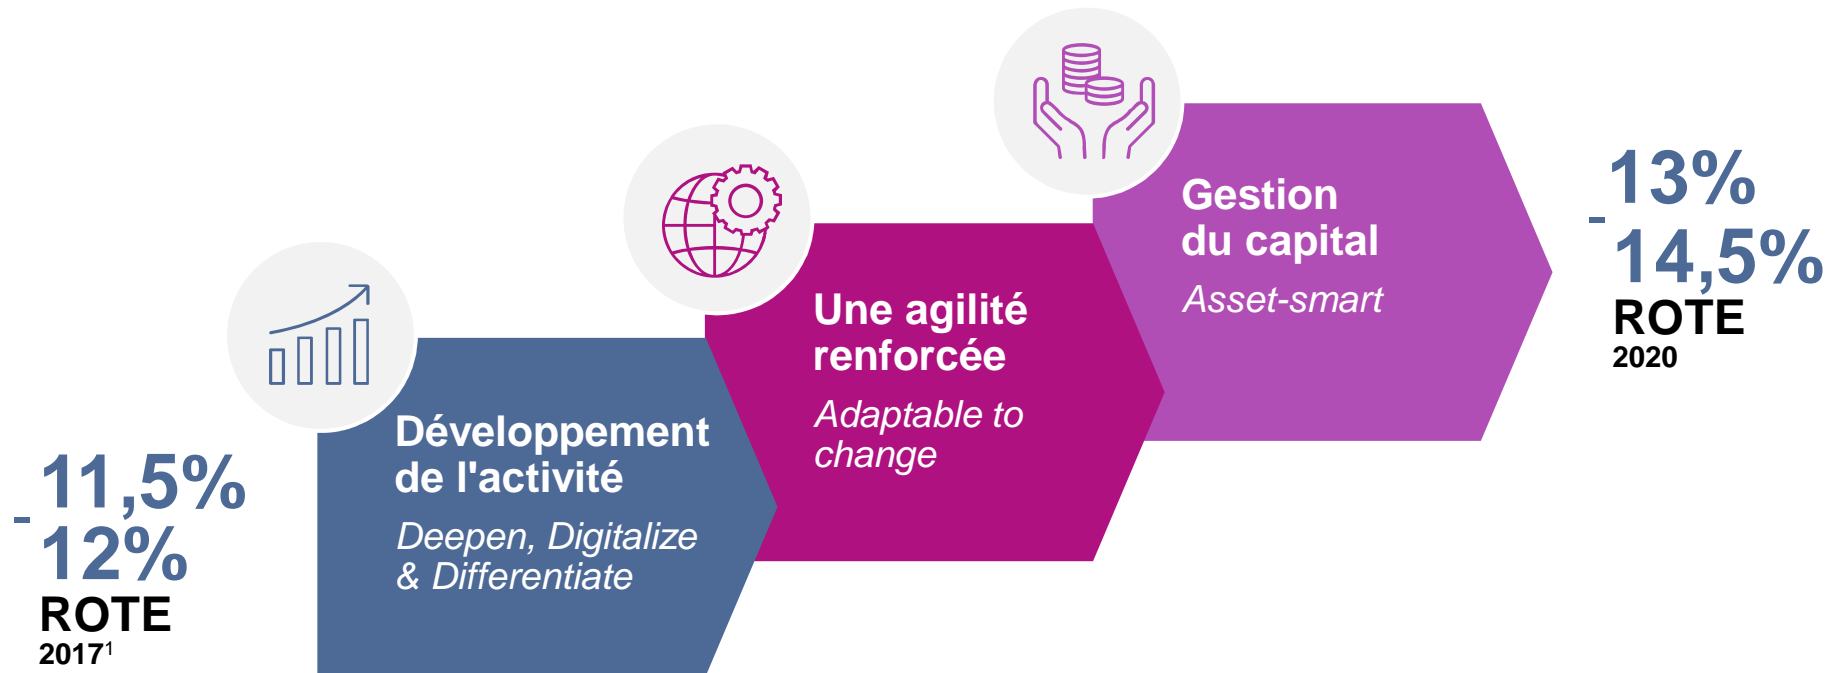 11,5%
-
12%
ROTE
2017¹
Développement
de l'activité
Deepen, Digitalize
& Differentiate
Une agilité
renforcée
Adaptable to
change
Gestion
du capital
Asset-smart
13%
-
14,5%
ROTE
2020